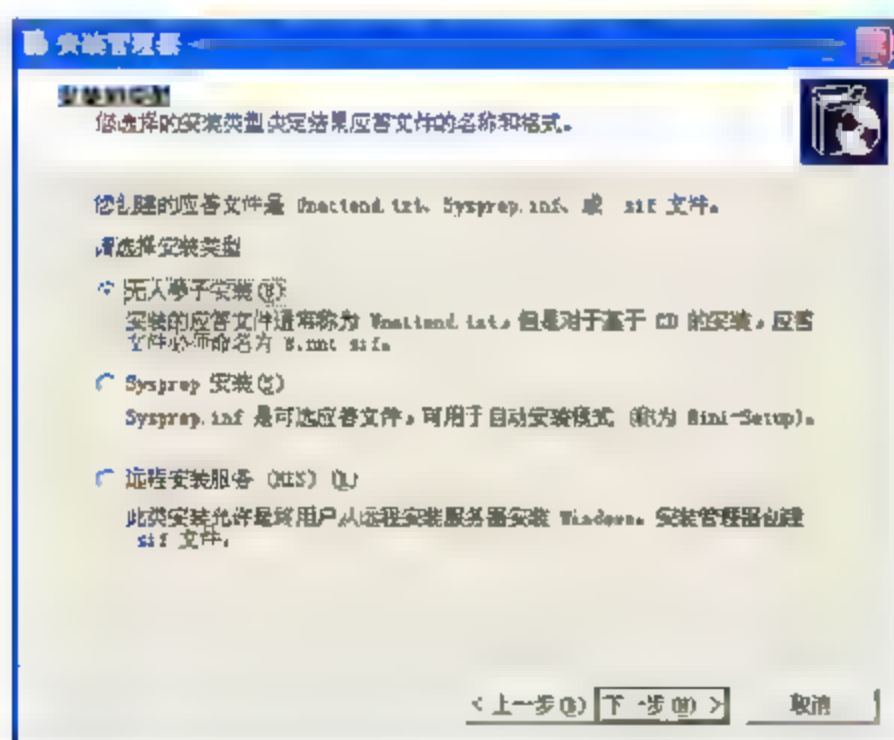 安装管理器
安装的类型
您选择的安装类型决定结果应答文件的名称和格式。
您创建的应答文件是 Unattend.txt、Sysprep.inf、或 .sif 文件。
请选择安装类型
无人参予安装(U)
安装的应答文件通常称为 Unattend.txt，但是对于基于 CD 的安装，应答
文件必须命名为 Winnt.sif。
Sysprep 安装(S)
Sysprep.inf 是可选应答文件，可用于自动安装模式 (称为 Mini-Setup)。
远程安装服务 (RIS) (R)
此类安装允许最终用户从远程安装服务器安装 Windows。安装管理器创建
.sif 文件。
< 上一步(B) 下一步(N) > 取消